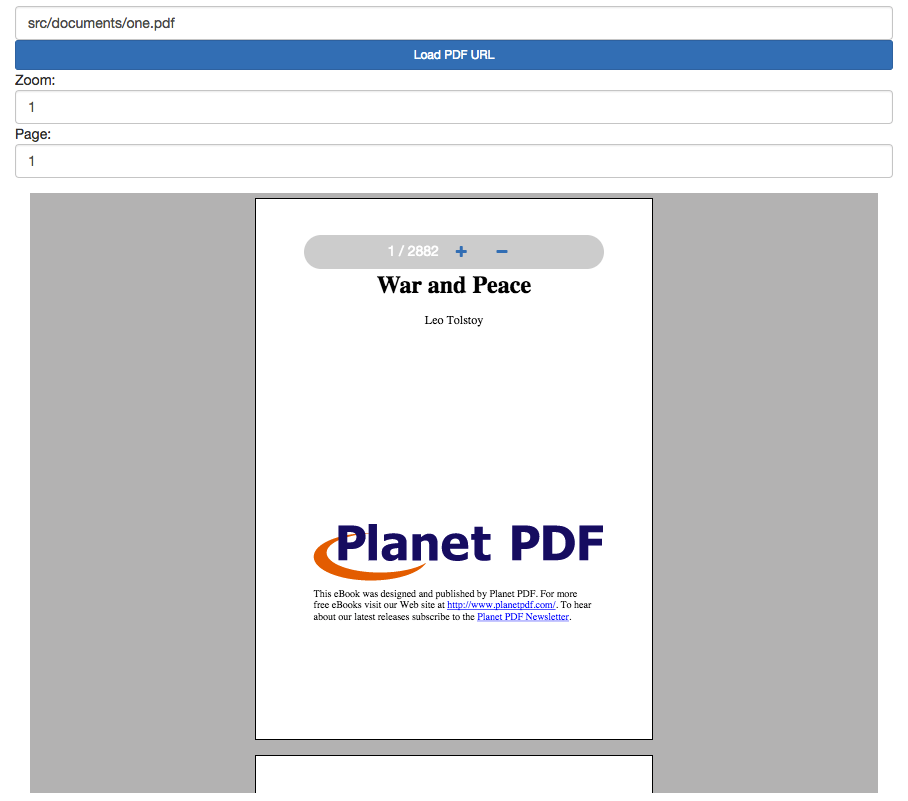 src/documents/one.pdf
Load PDF URL
Zoom:
1
Page:
1
1 / 2882 + −
War and Peace
Leo Tolstoy
Planet PDF
This eBook was designed and published by Planet PDF. For more
free eBooks visit our Web site at http://www.planetpdf.com/. To hear
about our latest releases subscribe to the Planet PDF Newsletter.